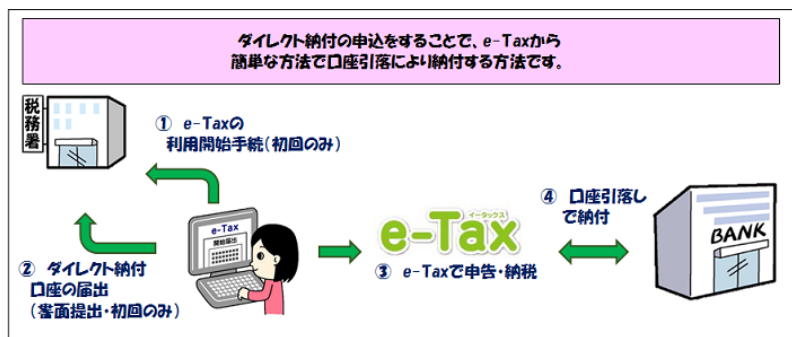 ダイレクト納付の申込をすることで、e-Taxから
簡単な方法で口座引落により納付する方法です。
税務署
① e-Taxの
利用開始手続(初回のみ)
④ 口座引落し
で納付
e-Tax
開始届出
イータックス
e-Tax
BANK
② ダイレクト納付
口座の届出
(書面提出・初回のみ)
③ e-Taxで申告・納税